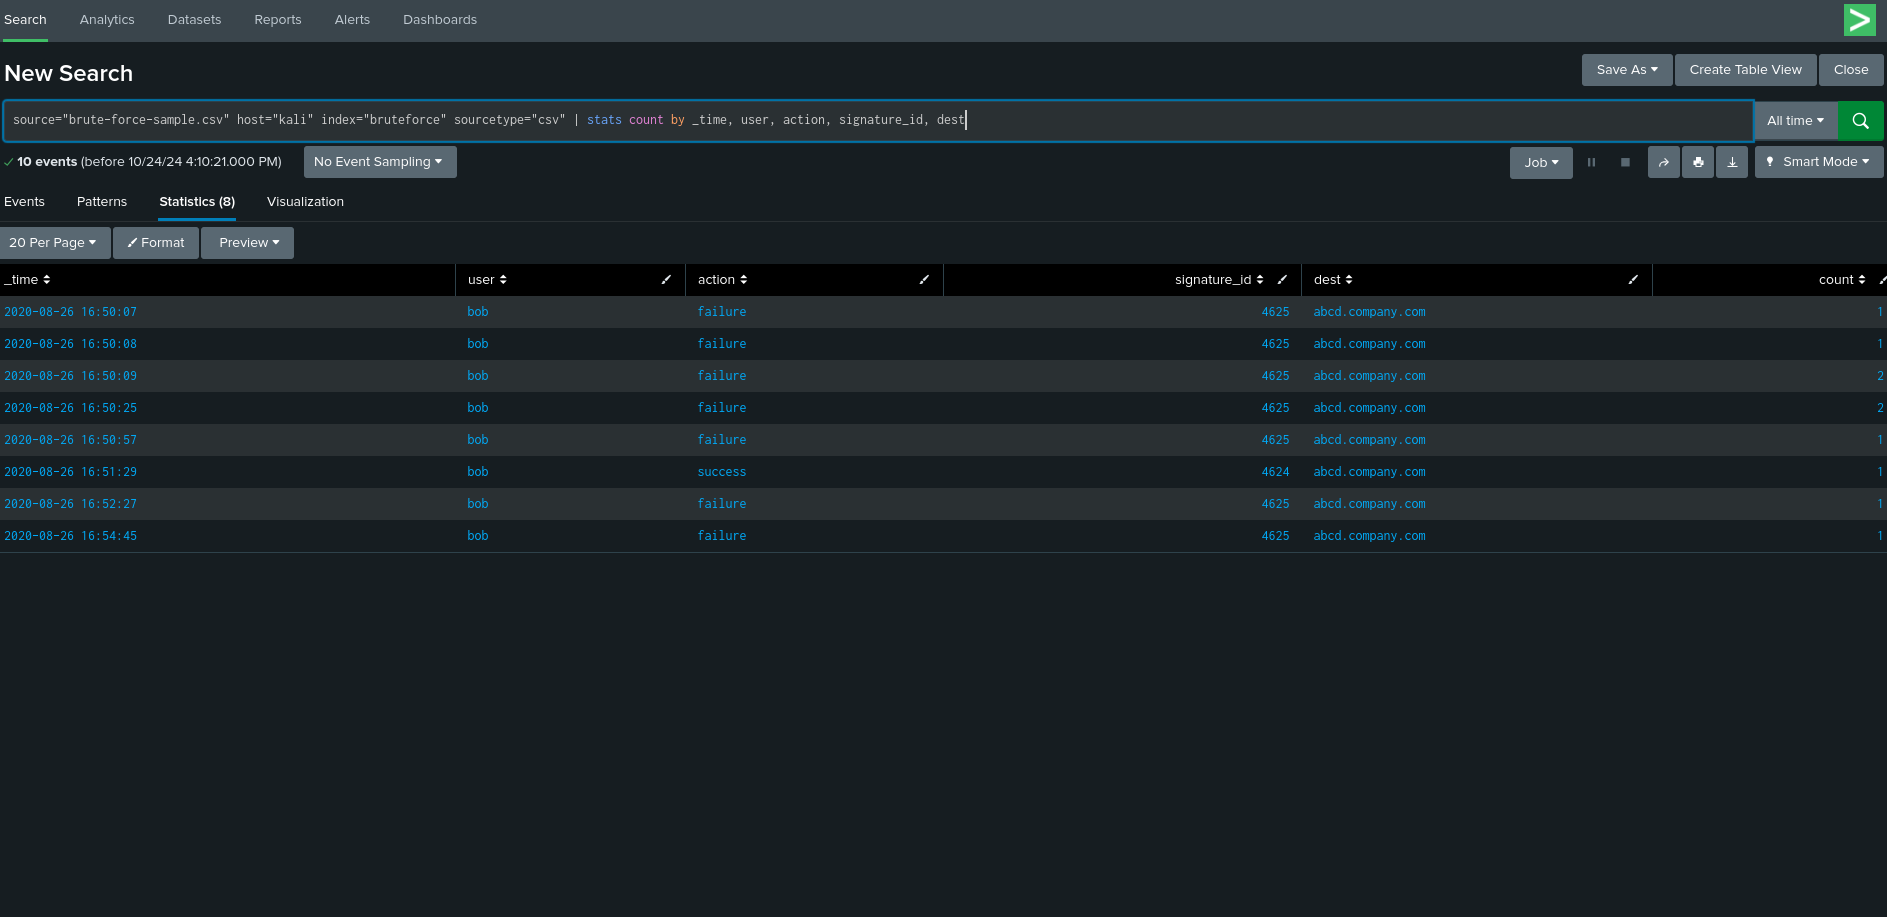 Search Analytics Datasets Reports Alerts Dashboards
New Search
Save As Create Table View Close
source="brute-force-sample.csv" host="kali" index="bruteforce" sourcetype="csv" | stats count by _time, user, action, signature_id, dest
All time
10 events (before 10/24/24 4:10:21.000 PM) No Event Sampling Job Smart Mode
Events Patterns Statistics (8) Visualization
20 Per Page Format Preview
_time user action signature_id dest count
2020-08-26 16:50:07 bob failure 4625 abcd.company.com 1
2020-08-26 16:50:08 bob failure 4625 abcd.company.com 1
2020-08-26 16:50:09 bob failure 4625 abcd.company.com 2
2020-08-26 16:50:25 bob failure 4625 abcd.company.com 2
2020-08-26 16:50:57 bob failure 4625 abcd.company.com 1
2020-08-26 16:51:29 bob success 4624 abcd.company.com 1
2020-08-26 16:52:27 bob failure 4625 abcd.company.com 1
2020-08-26 16:54:45 bob failure 4625 abcd.company.com 1